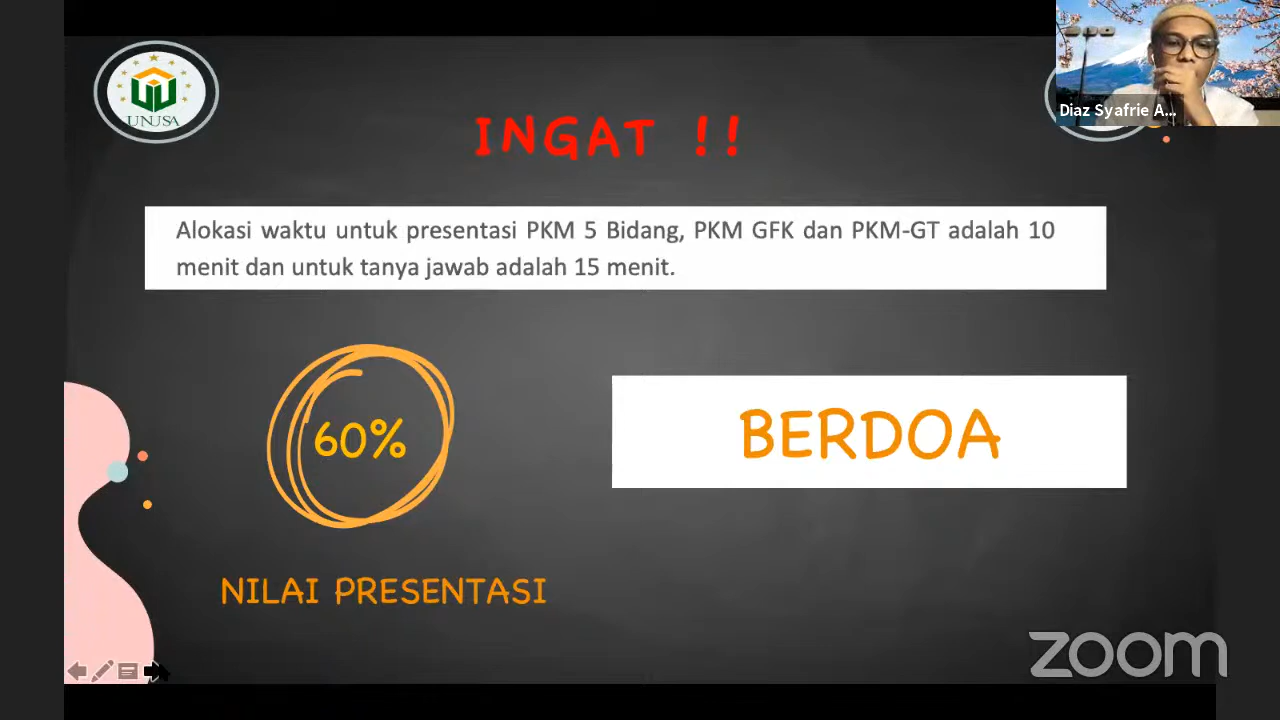 UNUSA
Diaz Syafrie A...
INGAT !!
Alokasi waktu untuk presentasi PKM 5 Bidang, PKM GFK dan PKM-GT adalah 10
menit dan untuk tanya jawab adalah 15 menit.
60%
BERDOA
NILAI PRESENTASI
zoom